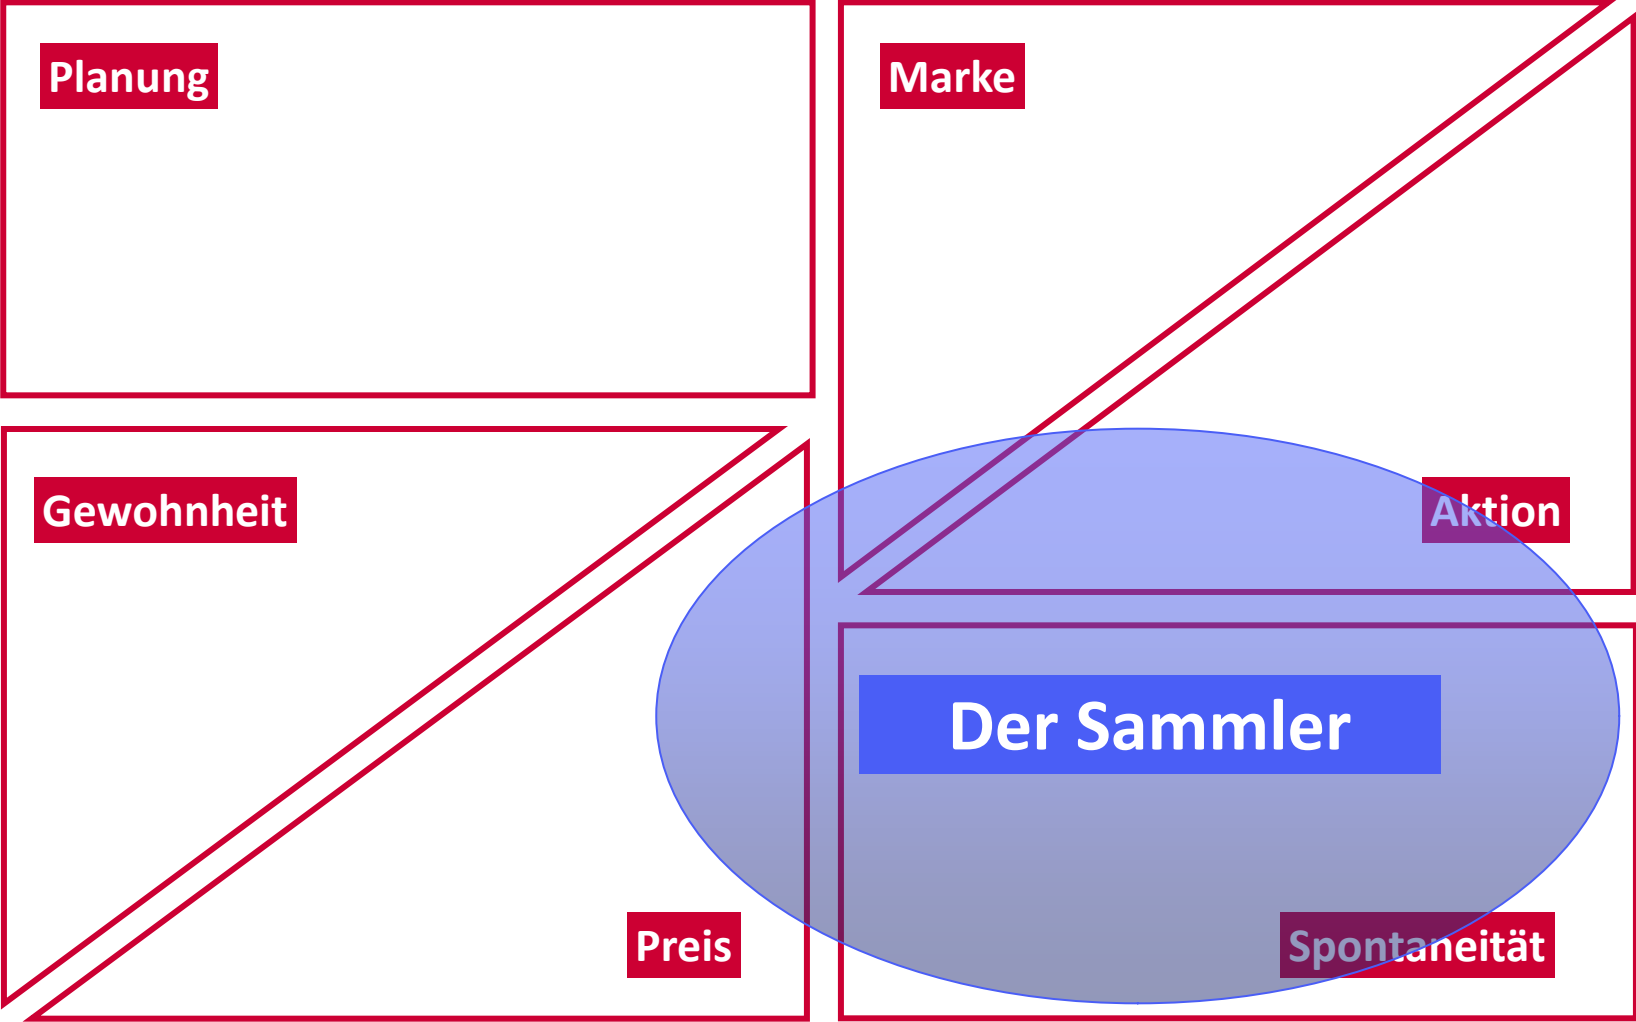 Planung
Marke
Gewohnheit
Aktion
Der Sammler
Preis
Spontaneität